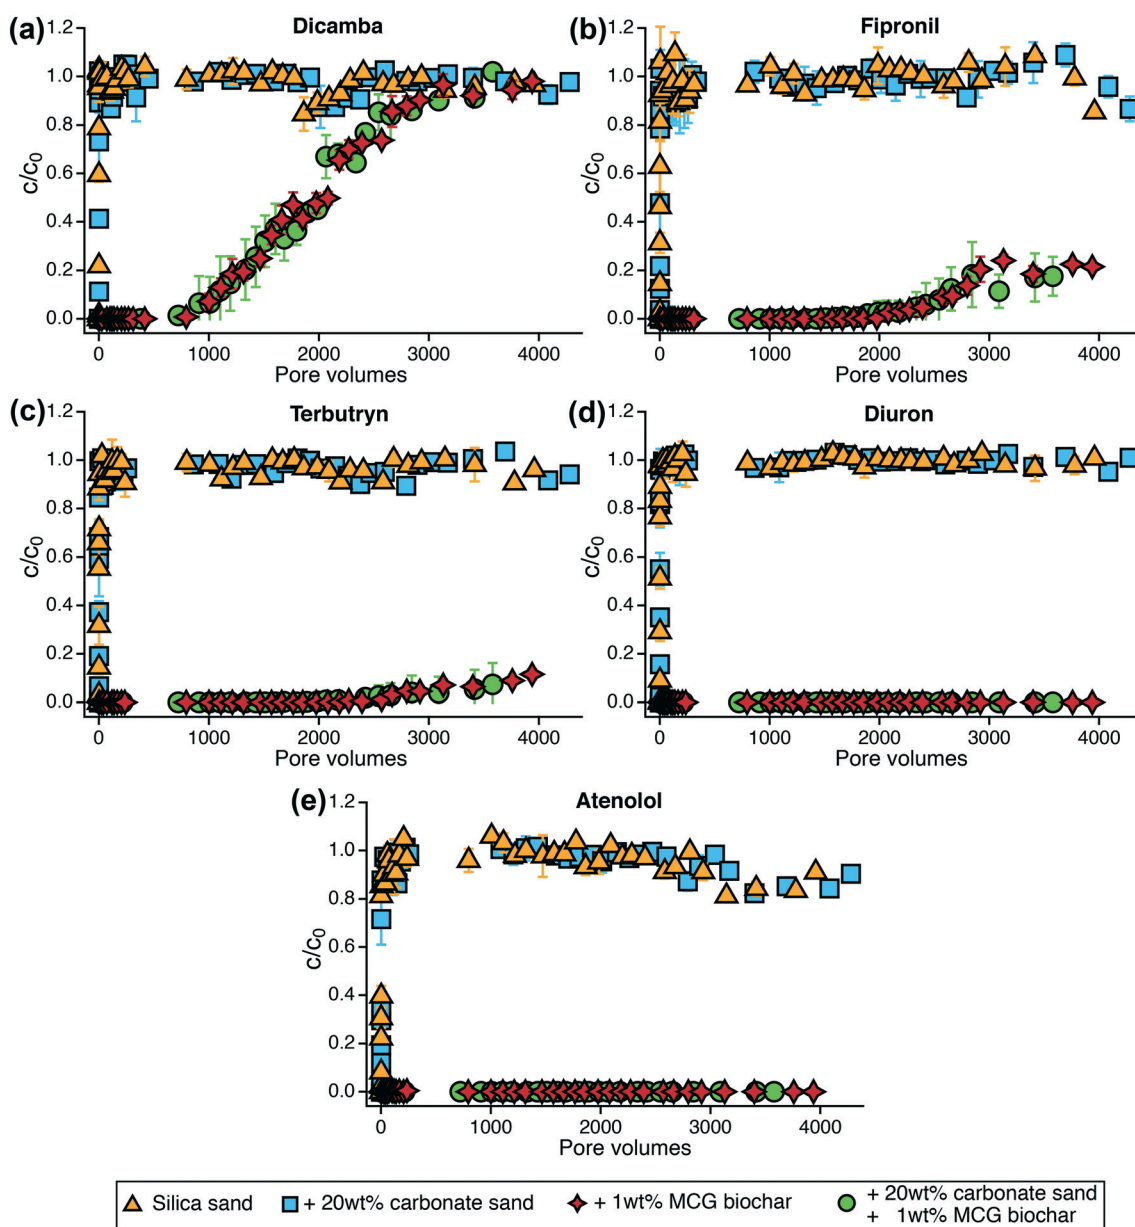 (a) Dicamba
1.2
1.0
0.8
0.6
0.4
0.2
0.0
c/c0
0 1000 2000 3000 4000
Pore volumes
(b) Fipronil
1.2
1.0
0.8
0.6
0.4
0.2
0.0
c/c0
0 1000 2000 3000 4000
Pore volumes
(c) Terbutryn
1.2
1.0
0.8
0.6
0.4
0.2
0.0
c/c0
0 1000 2000 3000 4000
Pore volumes
(d) Diuron
1.2
1.0
0.8
0.6
0.4
0.2
0.0
c/c0
0 1000 2000 3000 4000
Pore volumes
(e) Atenolol
1.2
1.0
0.8
0.6
0.4
0.2
0.0
c/c0
0 1000 2000 3000 4000
Pore volumes
Silica sand
+ 20wt% carbonate sand
+ 1wt% MCG biochar
+ 20wt% carbonate sand
+ 1wt% MCG biochar